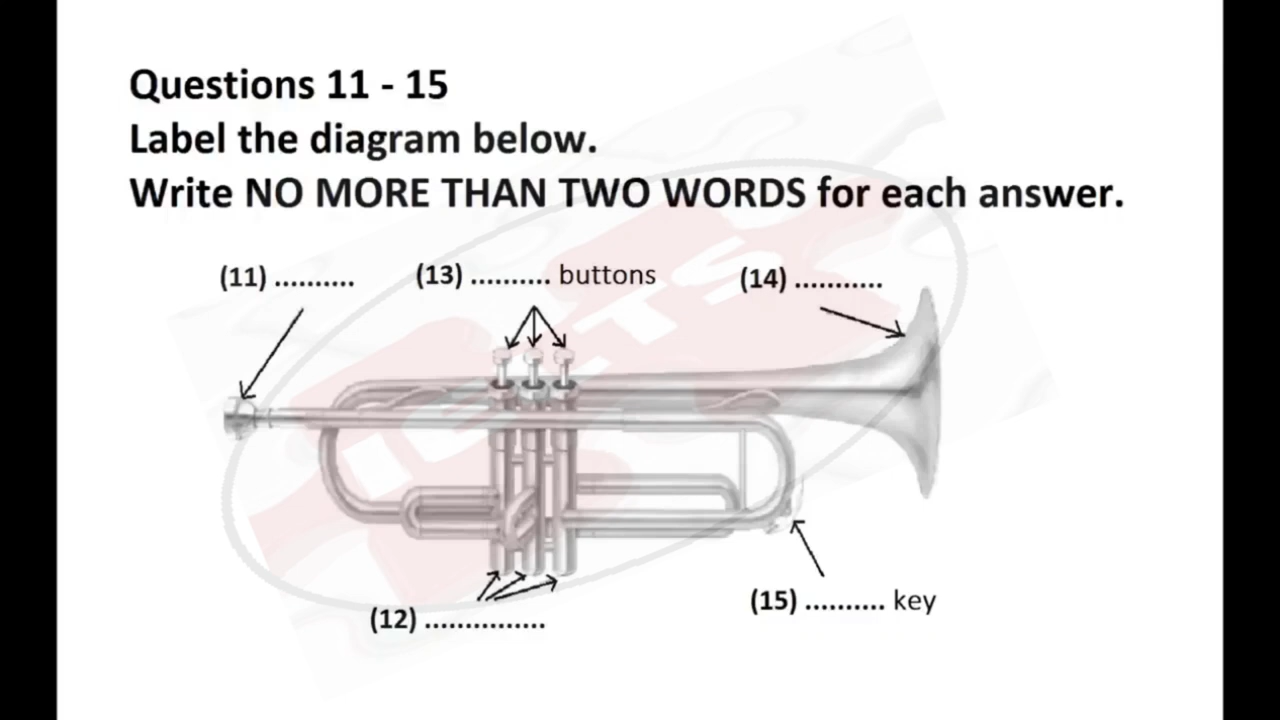 Questions 11 - 15
Label the diagram below.
Write NO MORE THAN TWO WORDS for each answer.
(11) .......... (13) .......... buttons (14) ...........
(15) .......... key
(12) ...............
IELTS